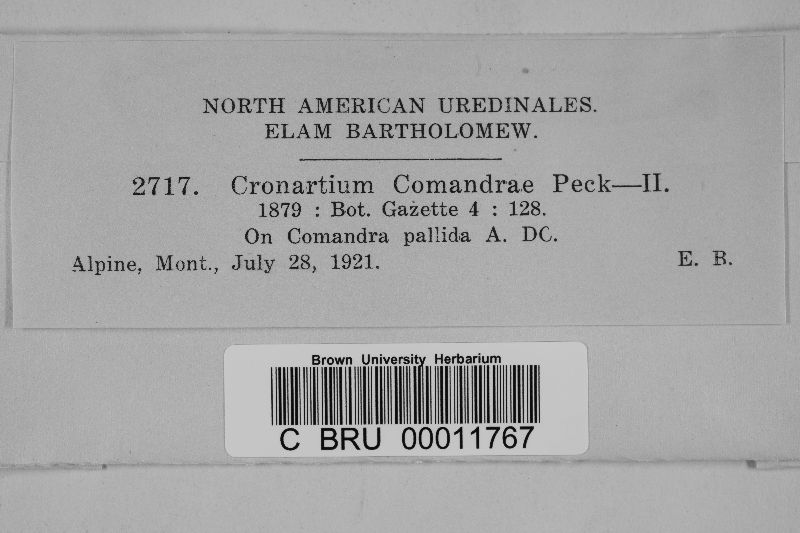 NORTH AMERICAN UREDINALES.
ELAM BARTHOLOMEW.
2717. Cronartium Comandrae Peck—II.
1879 : Bot. Gazette 4 : 128.
On Comandra pallida A. DC.
Alpine, Mont., July 28, 1921. E. B.
Brown University Herbarium
C BRU 00011767